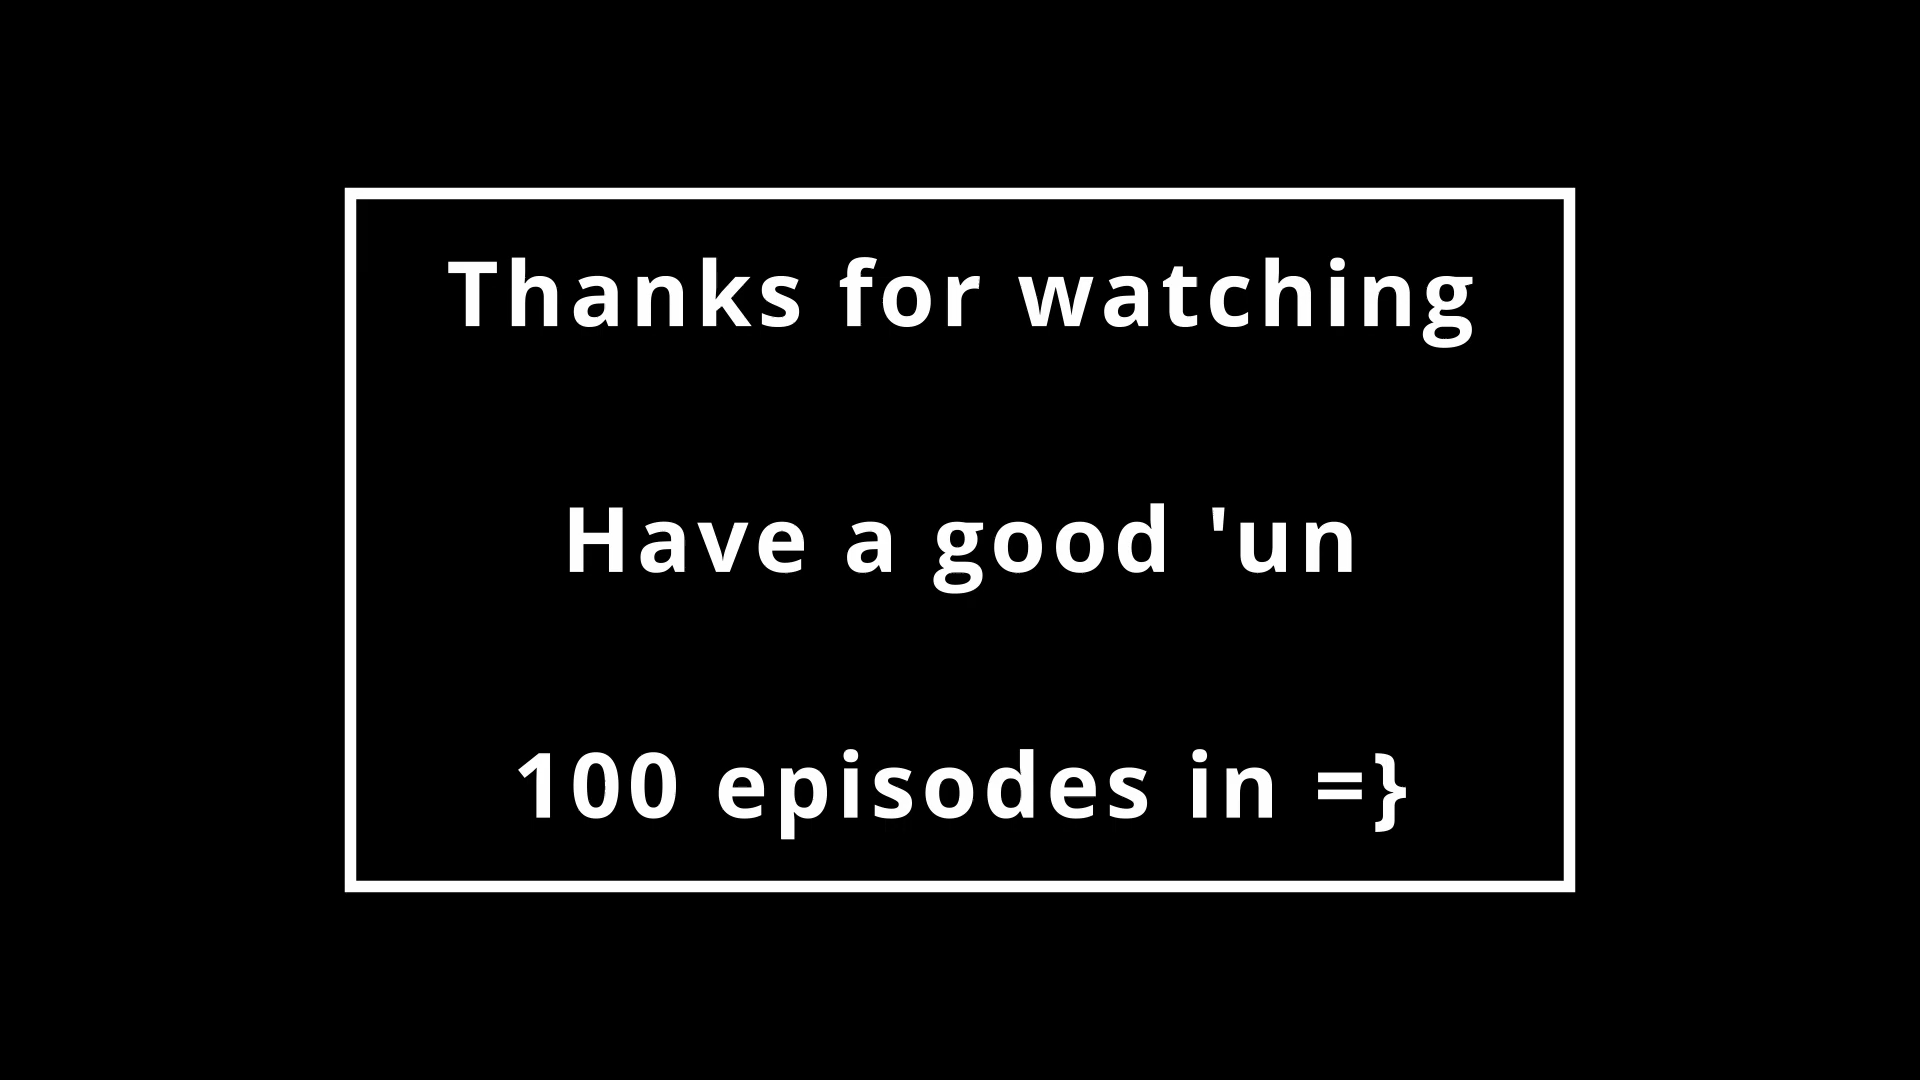 Thanks for watching
Have a good 'un
100 episodes in =}